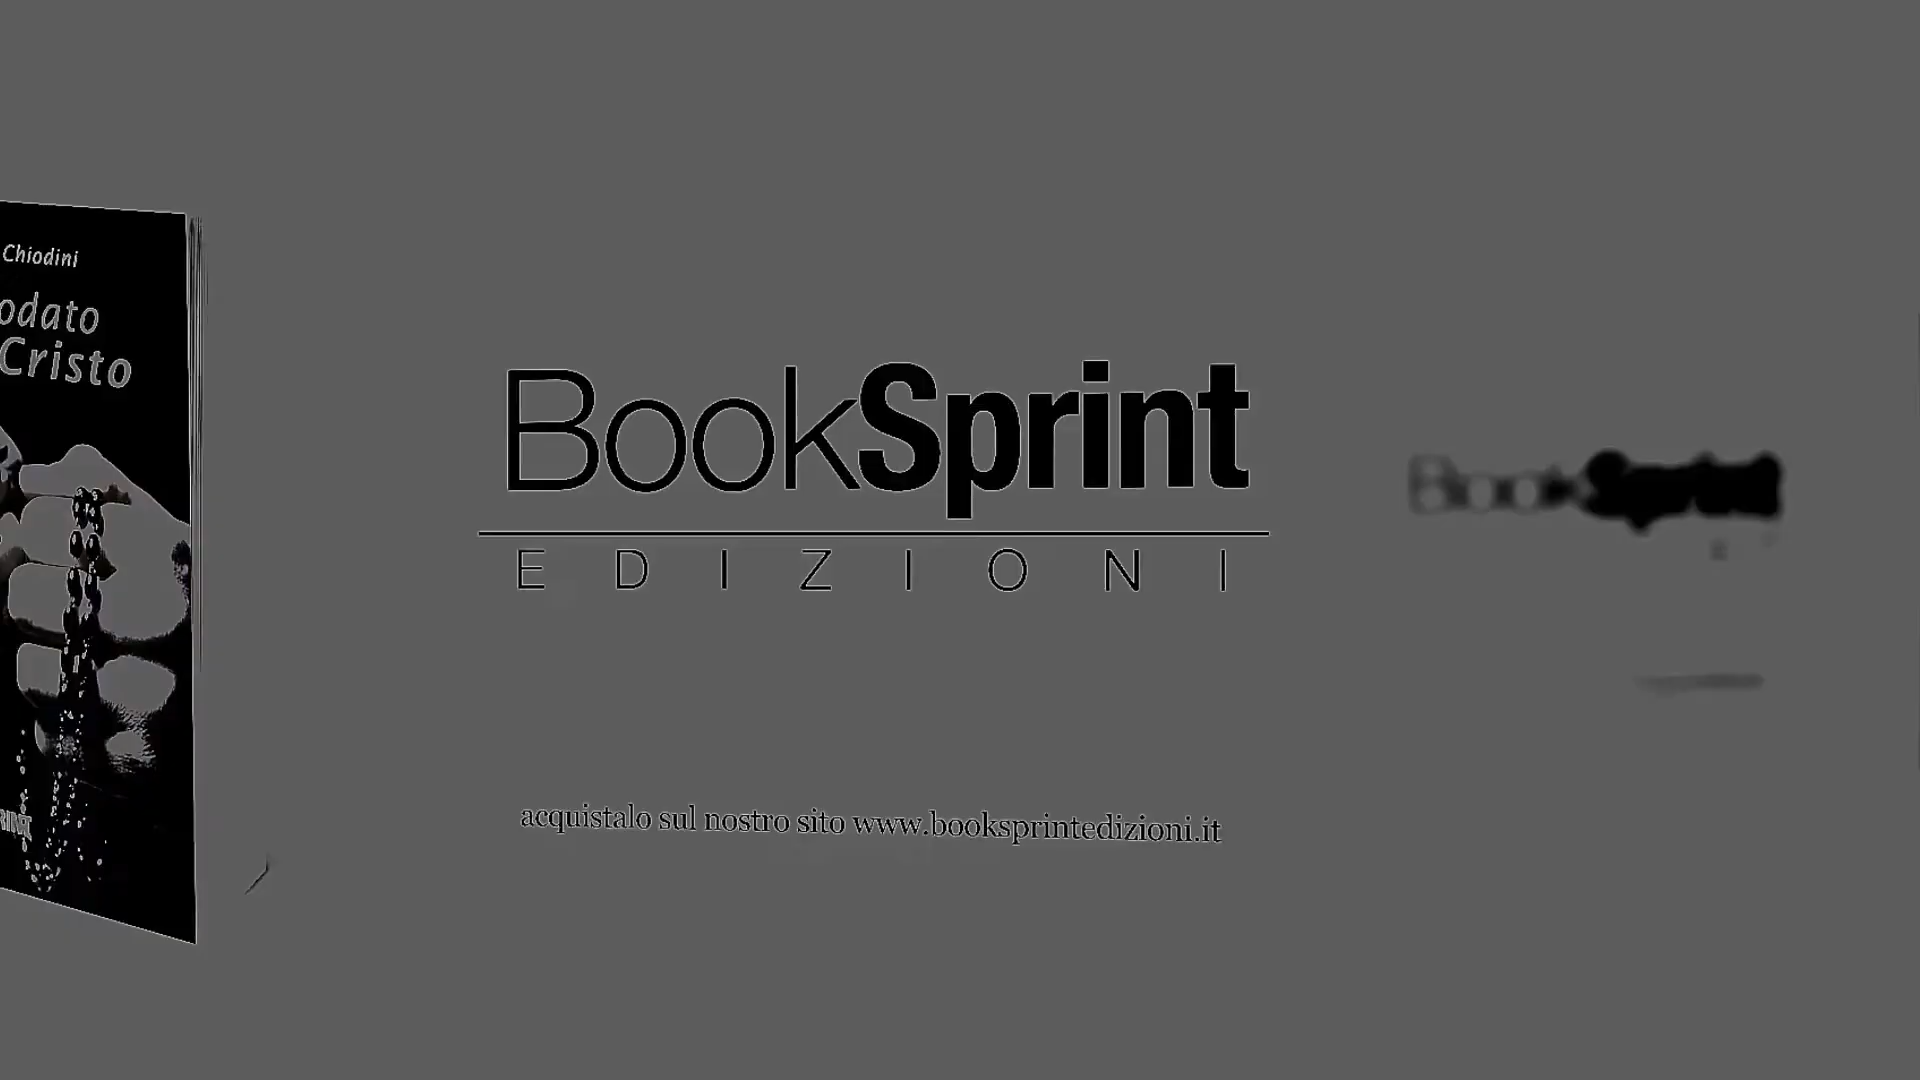 Chiodini
odato
Cristo
BookSprint
EDIZIONI
acquistalo sul nostro sito www.booksprintedizioni.it